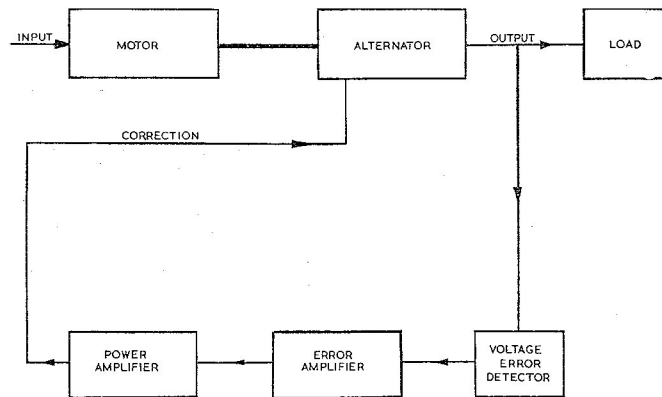 INPUT
MOTOR
ALTERNATOR
OUTPUT
LOAD
CORRECTION
POWER
AMPLIFIER
ERROR
AMPLIFIER
VOLTAGE
ERROR
DETECTOR